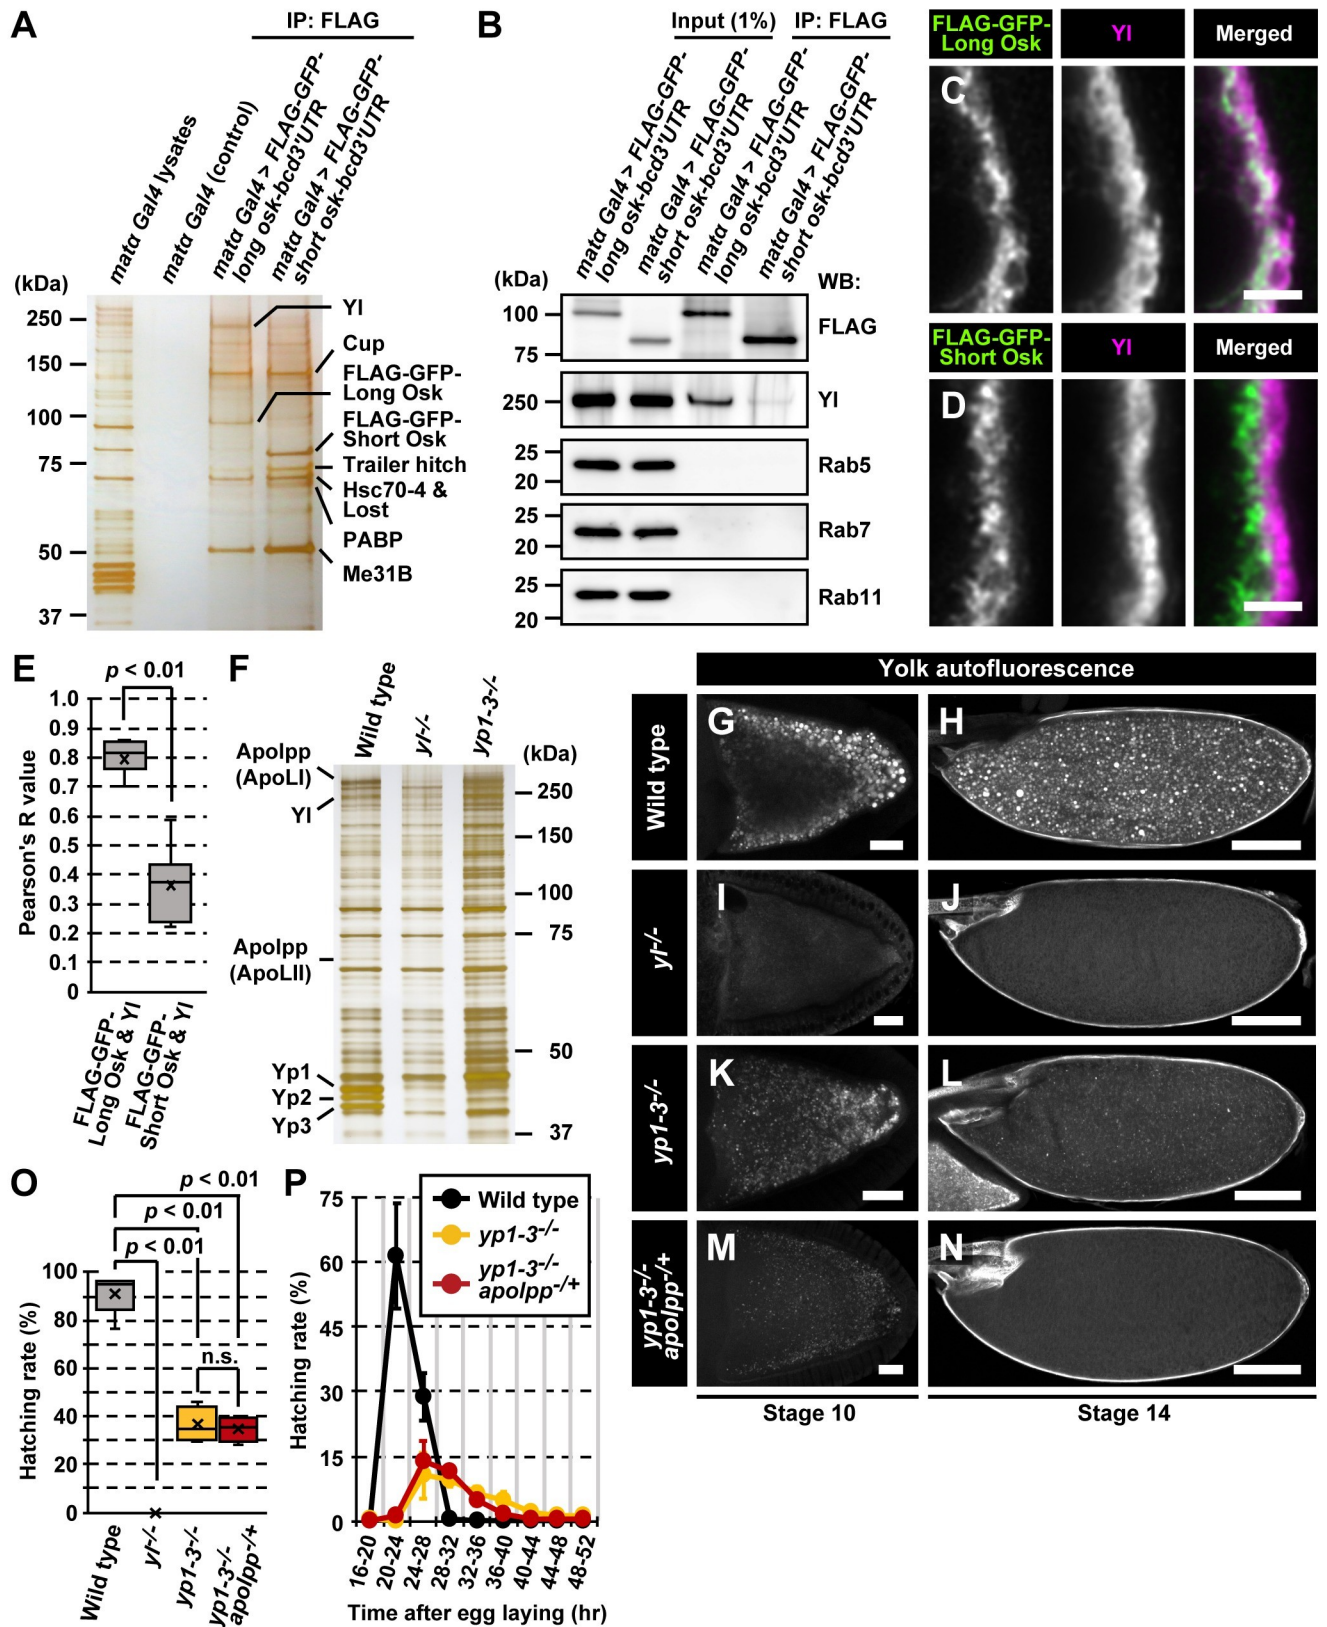 A
IP: FLAG
matα Gal4 lysates
matα Gal4 (control)
matα Gal4 > FLAG-GFP-
long osk-bcd3'UTR
matα Gal4 > FLAG-GFP-
short osk-bcd3'UTR
(kDa)
250
150
100
75
50
37
Yl
Cup
FLAG-GFP-
Long Osk
FLAG-GFP-
Short Osk
Trailer hitch
Hsc70-4 &
Lost
PABP
Me31B
B
Input (1%)
IP: FLAG
matα Gal4 > FLAG-GFP-
long osk-bcd3'UTR
matα Gal4 > FLAG-GFP-
short osk-bcd3'UTR
matα Gal4 > FLAG-GFP-
long osk-bcd3'UTR
matα Gal4 > FLAG-GFP-
short osk-bcd3'UTR
(kDa)
WB:
100
75
FLAG
250
Yl
25
20
Rab5
25
20
Rab7
25
20
Rab11
FLAG-GFP-
Long Osk
Yl
Merged
C
FLAG-GFP-
Short Osk
Yl
Merged
D
E
p < 0.01
Pearson's R value
1.0
0.9
0.8
0.7
0.6
0.5
0.4
0.3
0.2
0.1
0
FLAG-GFP-
Long Osk & Yl
FLAG-GFP-
Short Osk & Yl
F
Wild type
yl-/-
yp1-3-/-
(kDa)
Apolpp
(ApoLI)
Yl
Apolpp
(ApoLII)
Yp1
Yp2
Yp3
250
150
100
75
50
37
Yolk autofluorescence
Wild type
G
H
yl-/-
I
J
yp1-3-/-
K
L
yp1-3-/-
apolpp-/+
M
N
Stage 10
Stage 14
O
p < 0.01
p < 0.01
p < 0.01
n.s.
Hatching rate (%)
100
80
60
40
20
0
Wild type
yl-/-
yp1-3-/-
yp1-3-/-
apolpp-/+
P
Wild type
yp1-3-/-
yp1-3-/-
apolpp-/+
Hatching rate (%)
75
60
45
30
15
0
16-20
20-24
24-28
28-32
32-36
36-40
40-44
44-48
48-52
Time after egg laying (hr)